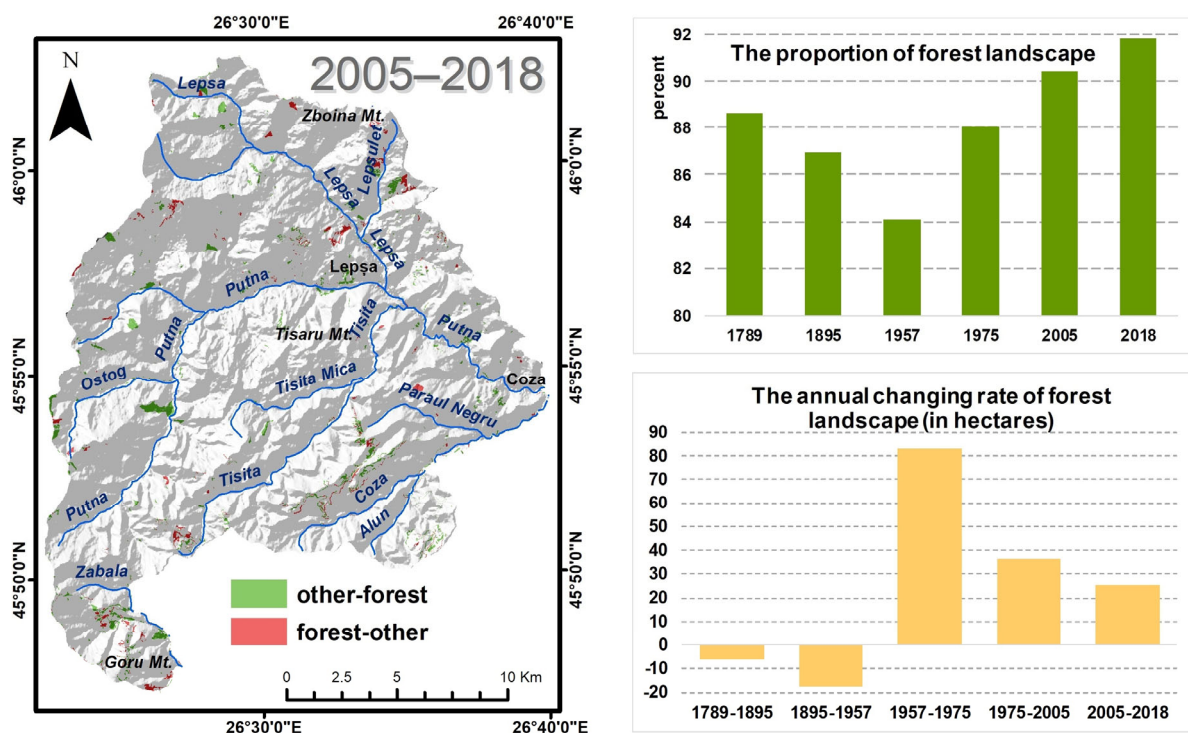 26°30'0"E
26°40'0"E
N
2005–2018
Lepsa
Zboina Mt.
Lepsulet
46°0'0"N
46°0'0"N
Lepsa
Lepsa
Lepșa
Putna
Tisita
Putna
Tisaru Mt.
Putna
45°55'0"N
45°55'0"N
Ostog
Tisita Mica
Coza
Paraul Negru
Tisita
Coza
Putna
Alun
45°50'0"N
45°50'0"N
Zabala
other-forest
forest-other
Goru Mt.
0 2.5 5 10 Km
26°30'0"E
26°40'0"E
The proportion of forest landscape
percent
92
90
88
86
84
82
80
1789 1895 1957 1975 2005 2018
The annual changing rate of forest
landscape (in hectares)
90
80
70
60
50
40
30
20
10
0
-10
-20
1789-1895 1895-1957 1957-1975 1975-2005 2005-2018